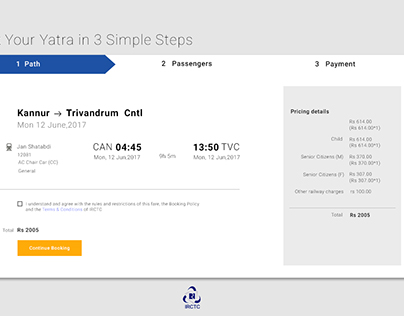 Your Yatra in 3 Simple Steps
1 Path
2 Passengers
3 Payment
Kannur → Trivandrum Cntl
Mon 12 June,2017
Jan Shatabdi
AC Chair Car (CC)
General
CAN 04:45
Mon, 12 Jun,2017
9h 5m
13:50 TVC
Mon, 12 Jun,2017
I understand and agree with the rules and restrictions of this fare, the Booking Policy
and the Terms & Conditions of IRCTC
Total Rs 2005
Continue Booking
Pricing details
Rs 614.00
(Rs 614.00*1)
Child Rs 614.00
(Rs 614.00*1)
Senior Citizens (M) Rs 370.00
(Rs 370.00*1)
Senior Citizens (F) Rs 307.00
(Rs 307.00*1)
Other railway charges rs 100.00
Total Rs 2005
IRCTC